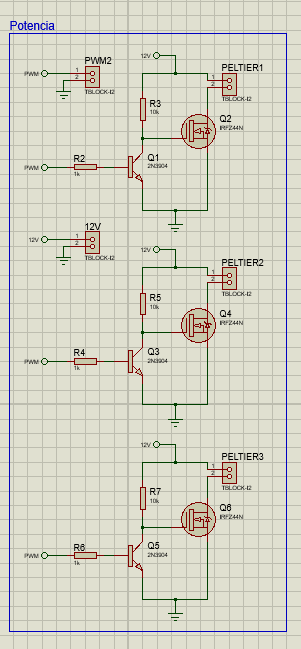 Potencia
PWM2
PWM
1
2
TBLOCK-I2
12V
PELTIER1
1
2
TBLOCK-I2
R3
10k
Q2
IRFZ44N
PWM
R2
1k
Q1
2N3904
12V
12V
1
2
TBLOCK-I2
12V
PELTIER2
1
2
TBLOCK-I2
R5
10k
Q4
IRFZ44N
PWM
R4
1k
Q3
2N3904
12V
PELTIER3
1
2
TBLOCK-I2
R7
10k
Q6
IRFZ44N
PWM
R6
1k
Q5
2N3904